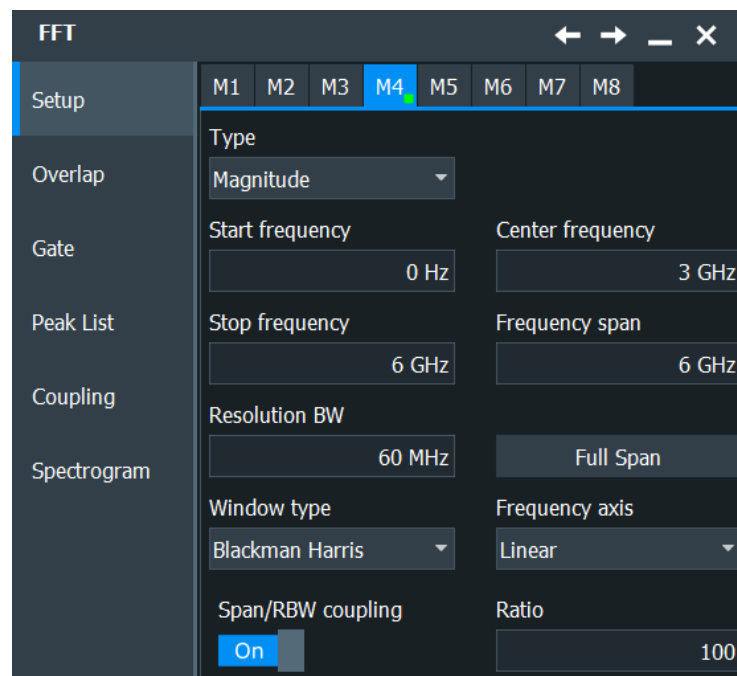 FFT
Setup
Overlap
Gate
Peak List
Coupling
Spectrogram
M1 M2 M3 M4 M5 M6 M7 M8
Type
Magnitude
Start frequency Center frequency
0 Hz 3 GHz
Stop frequency Frequency span
6 GHz 6 GHz
Resolution BW
60 MHz Full Span
Window type Frequency axis
Blackman Harris Linear
Span/RBW coupling Ratio
On 100